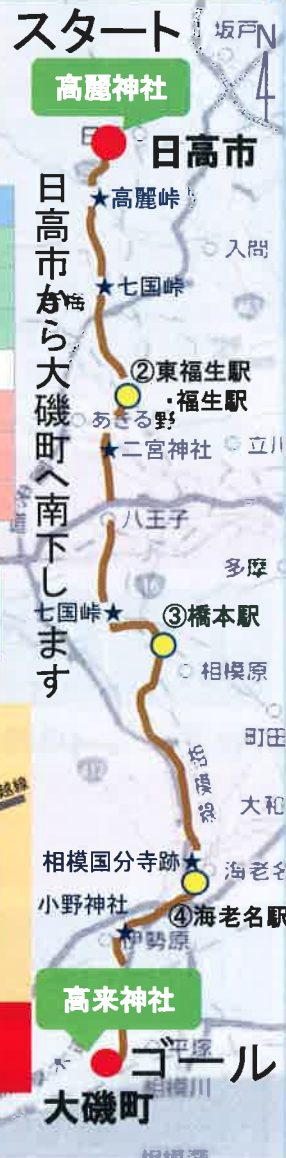 スタート
坂戸
N
高麗神社
日高市
★高麗峠
入間
日高市から大磯町へ南下します
★七国峠
②東福生駅
・福生駅
あきる野
★二宮神社
立川
八王子
多摩
七国峠★
③橋本駅
相模原
町田
大和
相模国分寺跡★
海老名
小野神社
★
④海老名駅
伊勢原
高来神社
ゴール
平塚
大磯町
相模川